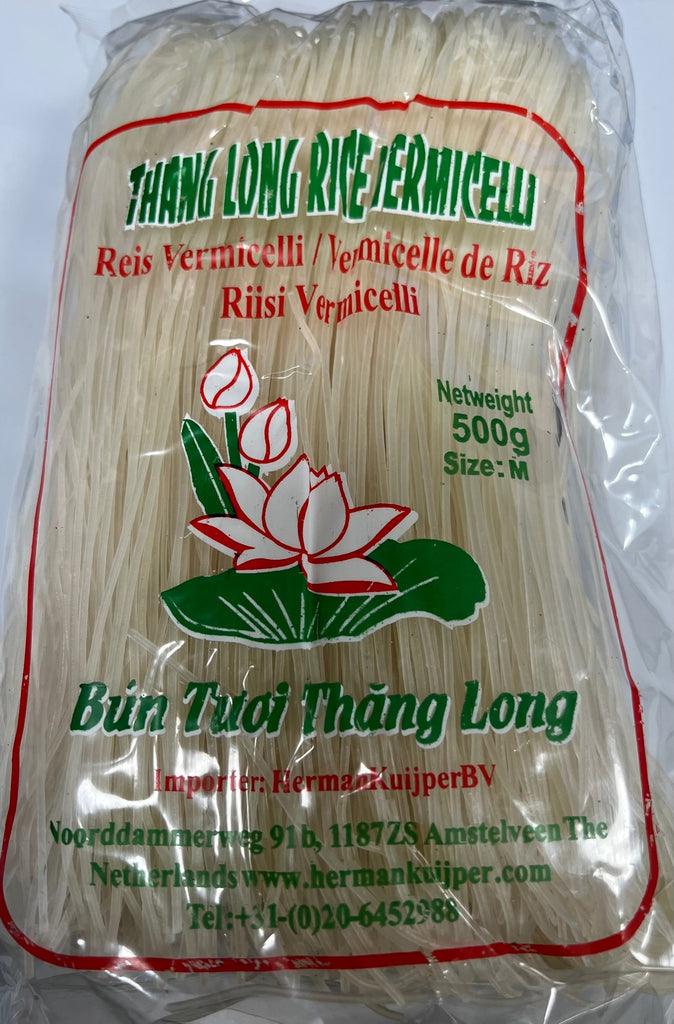 THANG LONG RICE VERMICELLI
Reis Vermicelli / Vermicelle de Riz
Riisi Vermicelli
Netweight
500g
Size: M
Bún Tươi Thăng Long
Importer: HermanKuijperBV
Noorddammerweg 91b, 1187ZS Amstelveen The
Netherlands www.hermankuijper.com
Tel:+31-(0)20-6452988